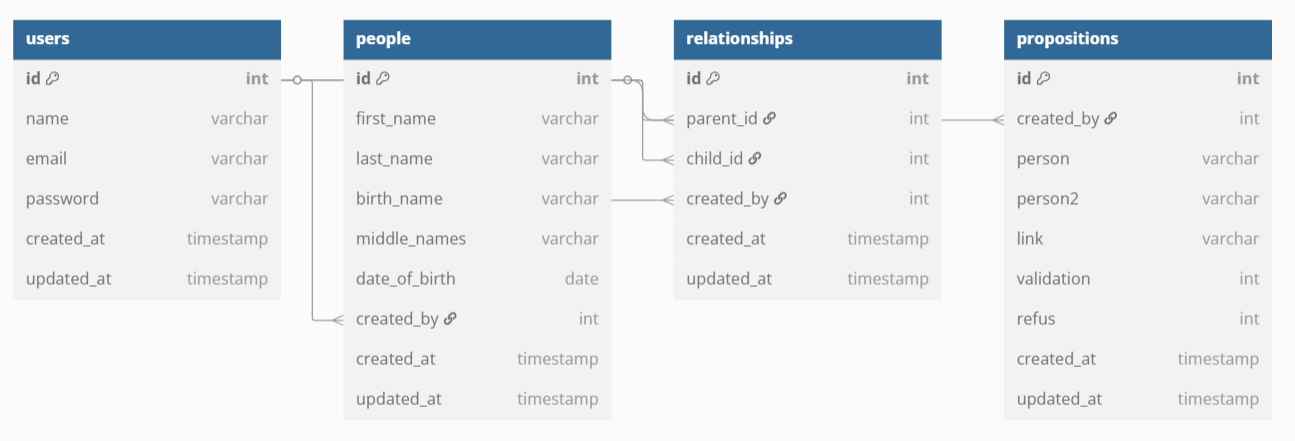 users
id int
name varchar
email varchar
password varchar
created_at timestamp
updated_at timestamp
people
id int
first_name varchar
last_name varchar
birth_name varchar
middle_names varchar
date_of_birth date
created_by int
created_at timestamp
updated_at timestamp
relationships
id int
parent_id int
child_id int
created_by int
created_at timestamp
updated_at timestamp
propositions
id int
created_by int
person varchar
person2 varchar
link varchar
validation int
refus int
created_at timestamp
updated_at timestamp